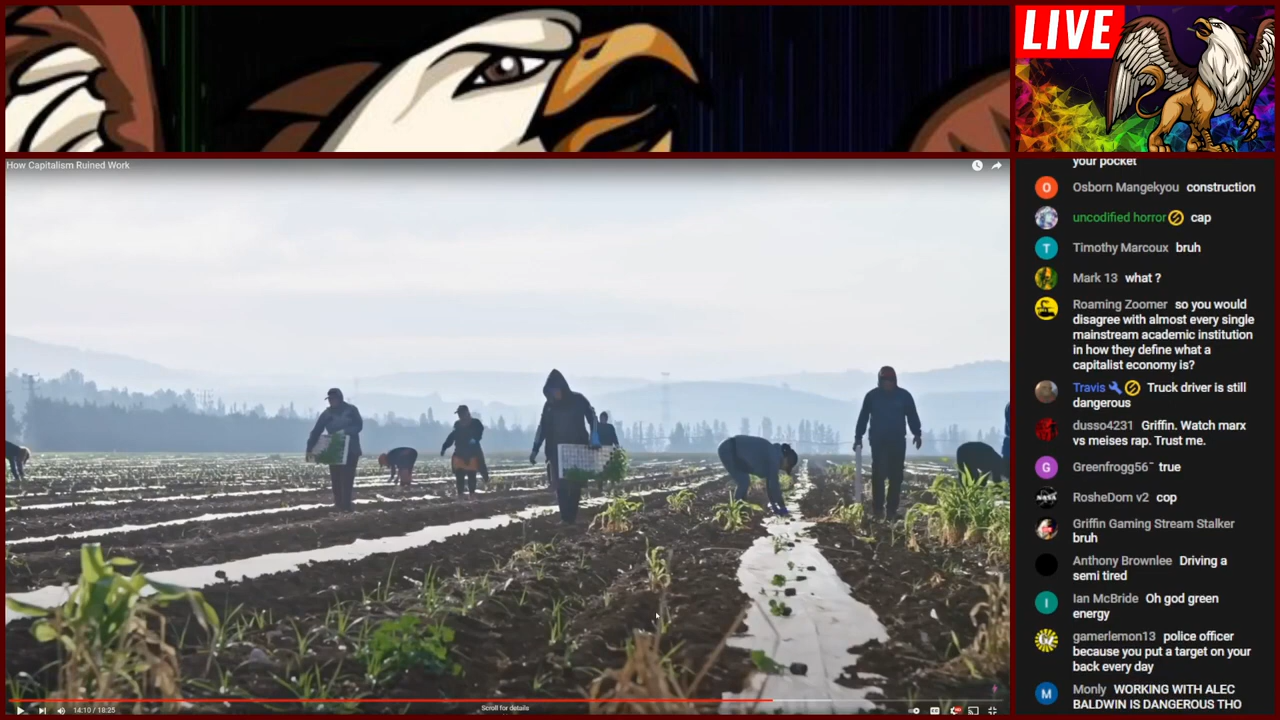 LIVE
How Capitalism Ruined Work
your pocket
Osborn Mangekyou construction
uncodified horror cap
Timothy Marcoux bruh
Mark 13 what ?
Roaming Zoomer so you would
disagree with almost every single
mainstream academic institution
in how they define what a
capitalist economy is?
Travis Truck driver is still
dangerous
dusso4231 Griffin. Watch marx
vs meises rap. Trust me.
Greenfrogg56˜ true
RosheDom v2 cop
Griffin Gaming Stream Stalker
bruh
Anthony Brownlee Driving a
semi tired
Ian McBride Oh god green
energy
gamerlemon13 police officer
because you put a target on your
back every day
Monly WORKING WITH ALEC
BALDWIN IS DANGEROUS THO
14:10 / 18:25
Scroll for details